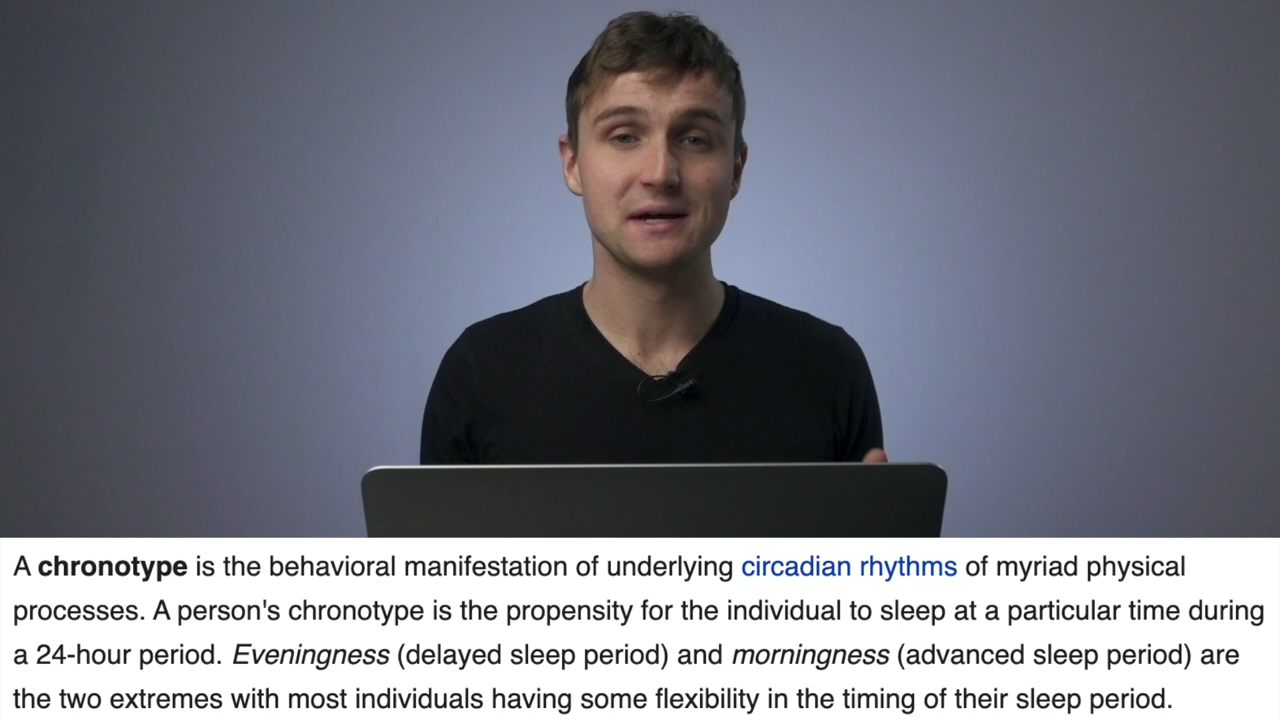 A chronotype is the behavioral manifestation of underlying circadian rhythms of myriad physical
processes. A person's chronotype is the propensity for the individual to sleep at a particular time during
a 24-hour period. Eveningness (delayed sleep period) and morningness (advanced sleep period) are
the two extremes with most individuals having some flexibility in the timing of their sleep period.